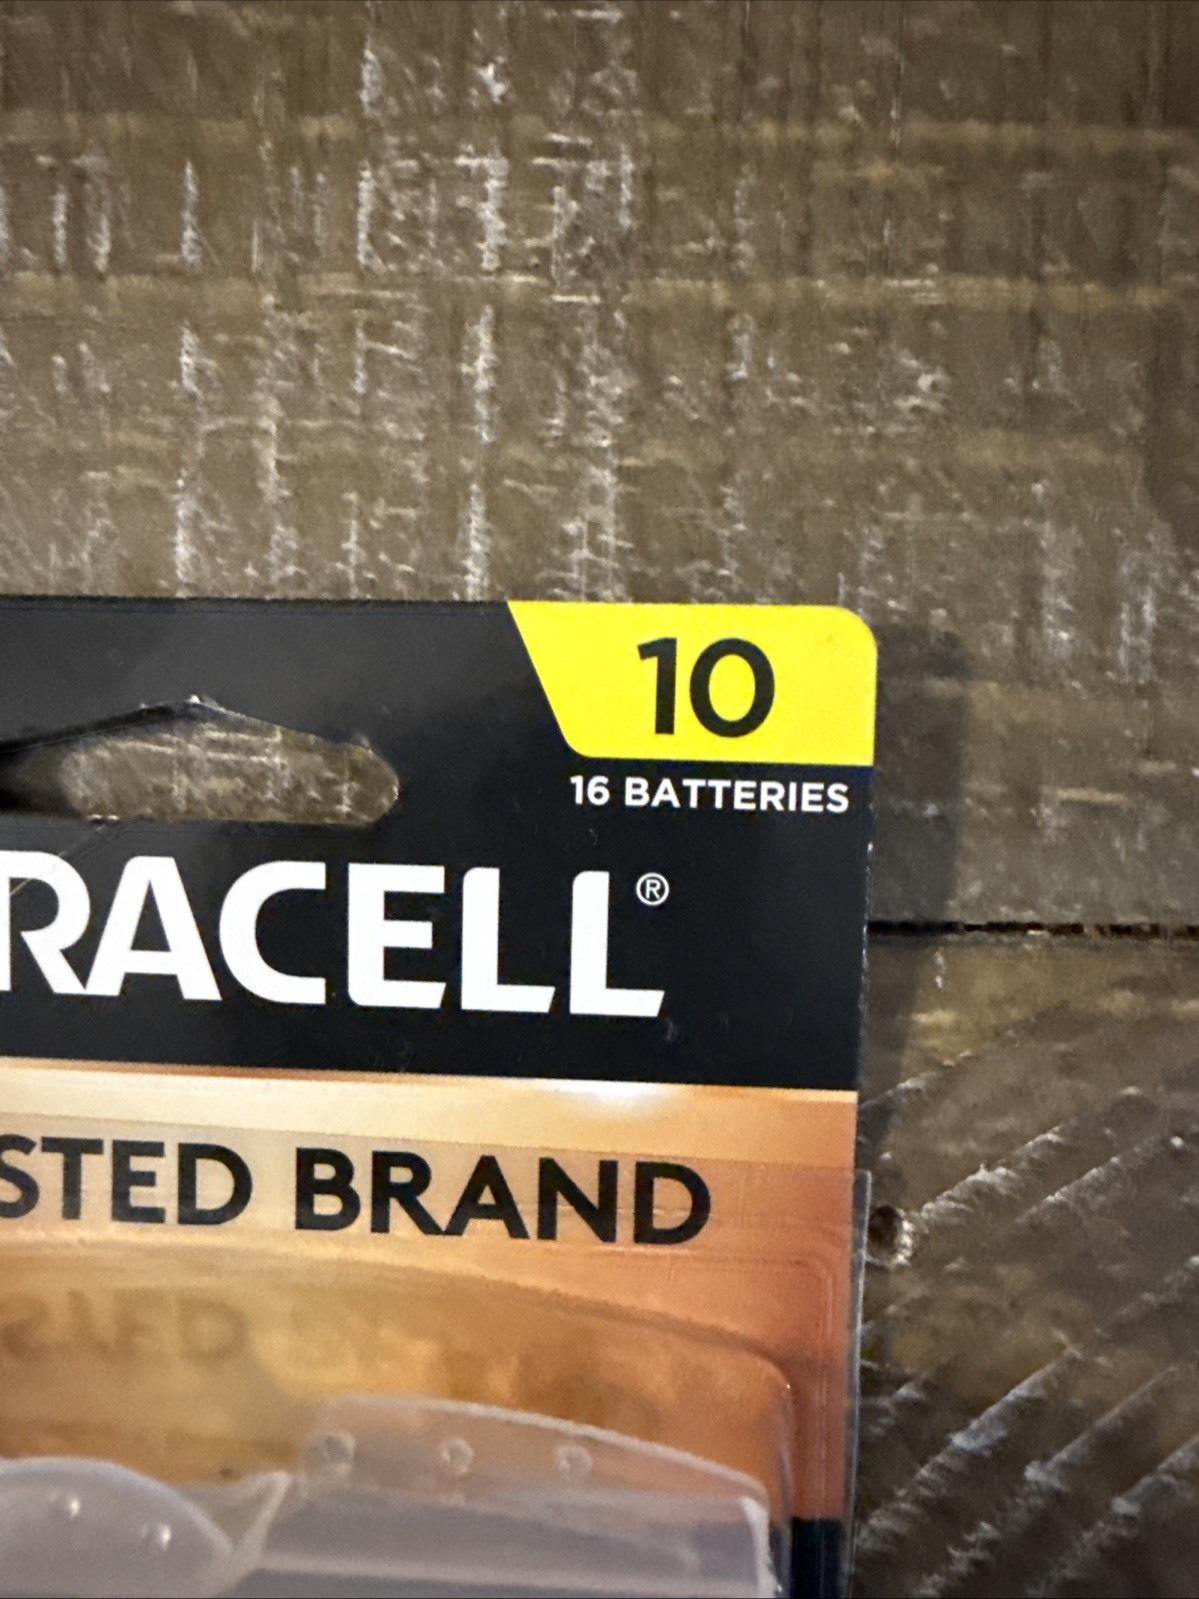 10
16 BATTERIES
RACELL®
STED BRAND